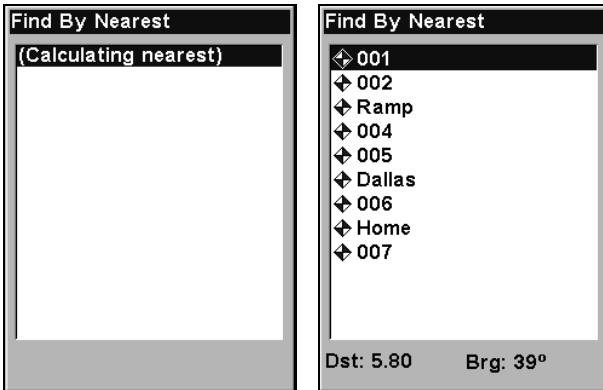 Find By Nearest
(Calculating nearest)
Find By Nearest
001
002
Ramp
004
005
Dallas
006
Home
007
Dst: 5.80 Brg: 39º